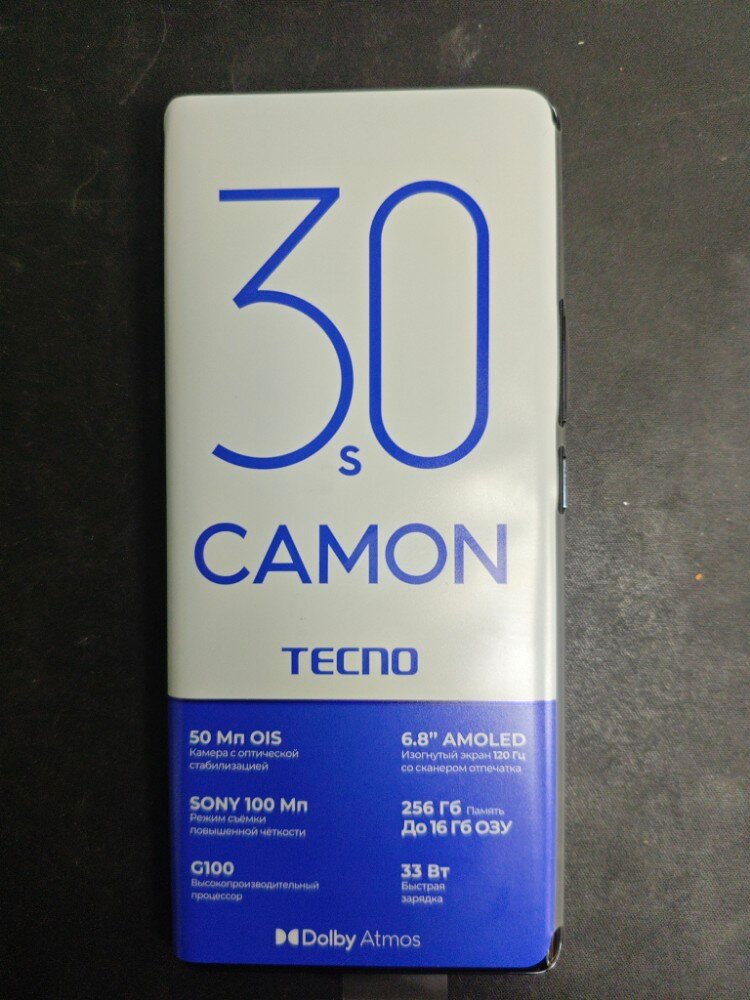 30
s
CAMON
TECNO
50 Мп OIS
Камера с оптической
стабилизацией
SONY 100 Мп
Режим съёмки
повышенной чёткости
G100
Высокопроизводительный
процессор
6.8” AMOLED
Изогнутый экран 120 Гц
со сканером отпечатка
256 Гб Память
До 16 Гб ОЗУ
33 Вт
Быстрая
зарядка
Dolby Atmos